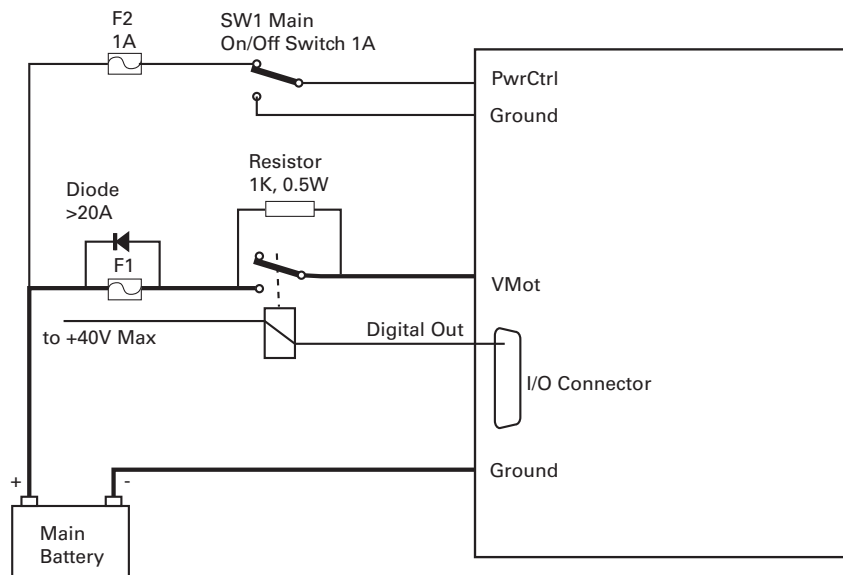 F2
1A
SW1 Main
On/Off Switch 1A
PwrCtrl
Ground
Resistor
1K, 0.5W
Diode
>20A
F1
VMot
to +40V Max
Digital Out
I/O Connector
Ground
+
-
Main
Battery